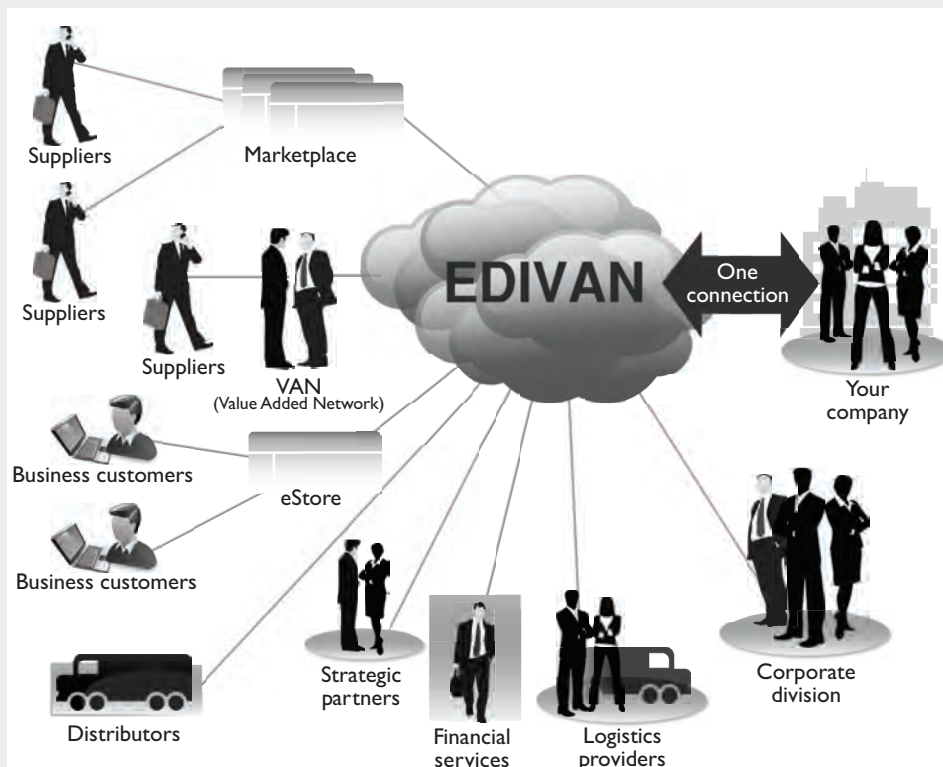 Suppliers
Marketplace
Suppliers
Suppliers
VAN
(Value Added Network)
EDIVAN
One
connection
Your
company
Business customers
eStore
Business customers
Distributors
Strategic
partners
Financial
services
Logistics
providers
Corporate
division